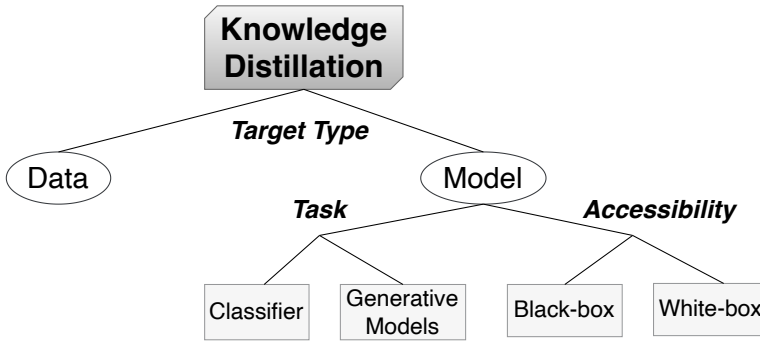 Knowledge
Distillation
Target Type
Data
Model
Task
Accessibility
Classifier
Generative
Models
Black-box
White-box